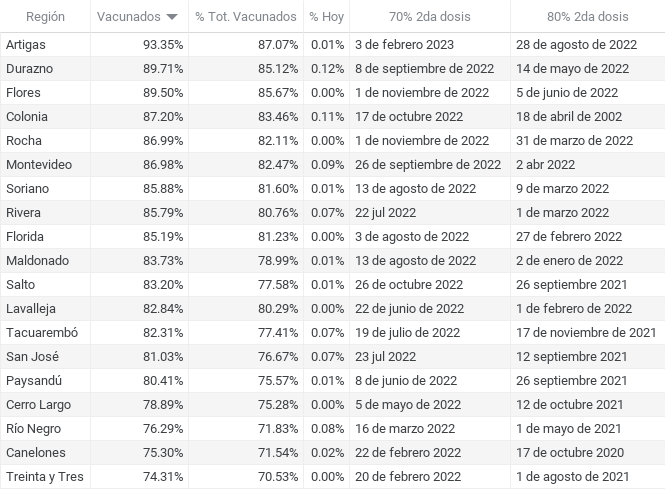 Región Vacunados % Tot. Vacunados % Hoy 70% 2da dosis 80% 2da dosis
Artigas 93.35% 87.07% 0.01% 3 de febrero 2023 28 de agosto de 2022
Durazno 89.71% 85.12% 0.12% 8 de septiembre de 2022 14 de mayo de 2022
Flores 89.50% 85.67% 0.00% 1 de noviembre de 2022 5 de junio de 2022
Colonia 87.20% 83.46% 0.11% 17 de octubre 2022 18 de abril de 2002
Rocha 86.99% 82.11% 0.00% 1 de noviembre de 2022 31 de marzo de 2022
Montevideo 86.98% 82.47% 0.09% 26 de septiembre de 2022 2 abr 2022
Soriano 85.88% 81.60% 0.01% 13 de agosto de 2022 9 de marzo 2022
Rivera 85.79% 80.76% 0.07% 22 jul 2022 1 de marzo 2022
Florida 85.19% 81.23% 0.00% 3 de agosto de 2022 27 de febrero 2022
Maldonado 83.73% 78.99% 0.01% 13 de agosto de 2022 2 de enero de 2022
Salto 83.20% 77.58% 0.01% 26 de octubre 2022 26 septiembre 2021
Lavalleja 82.84% 80.29% 0.00% 22 de junio de 2022 1 de febrero de 2022
Tacuarembó 82.31% 77.41% 0.07% 19 de julio de 2022 17 de noviembre de 2021
San José 81.03% 76.67% 0.07% 23 jul 2022 12 septiembre 2021
Paysandú 80.41% 75.57% 0.01% 8 de junio de 2022 26 septiembre 2021
Cerro Largo 78.89% 75.28% 0.00% 5 de mayo de 2022 12 de octubre 2021
Río Negro 76.29% 71.83% 0.08% 16 de marzo 2022 1 de mayo de 2021
Canelones 75.30% 71.54% 0.02% 22 de febrero 2022 17 de octubre 2020
Treinta y Tres 74.31% 70.53% 0.00% 20 de febrero 2022 1 de agosto de 2021